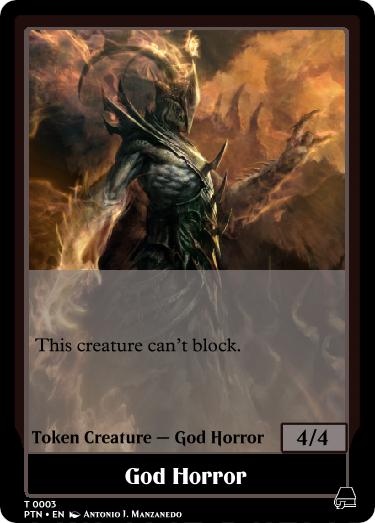 This creature can't block.
Token Creature — God Horror
4/4
God Horror
T 0003
PTN • EN Antonio J. Manzanedo